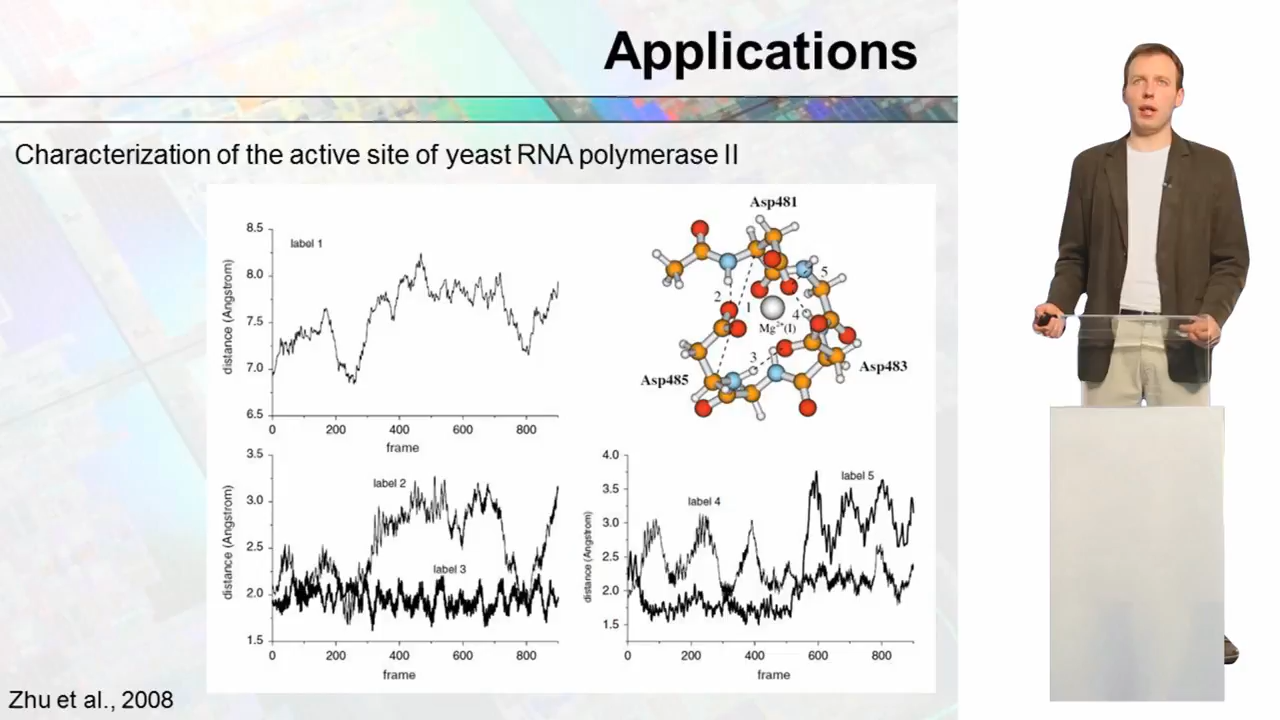 Applications
Characterization of the active site of yeast RNA polymerase II
label 1
distance (Angstrom)
8.5
8.0
7.5
7.0
6.5
0 200 400 600 800
frame
Asp481
5
2
1
4
Mg²⁺(I)
3
Asp485
Asp483
distance (Angstrom)
3.5
3.0
2.5
2.0
1.5
label 2
label 3
0 200 400 600 800
frame
distance (Angstrom)
4.0
3.5
3.0
2.5
2.0
1.5
label 4
label 5
0 200 400 600 800
frame
Zhu et al., 2008